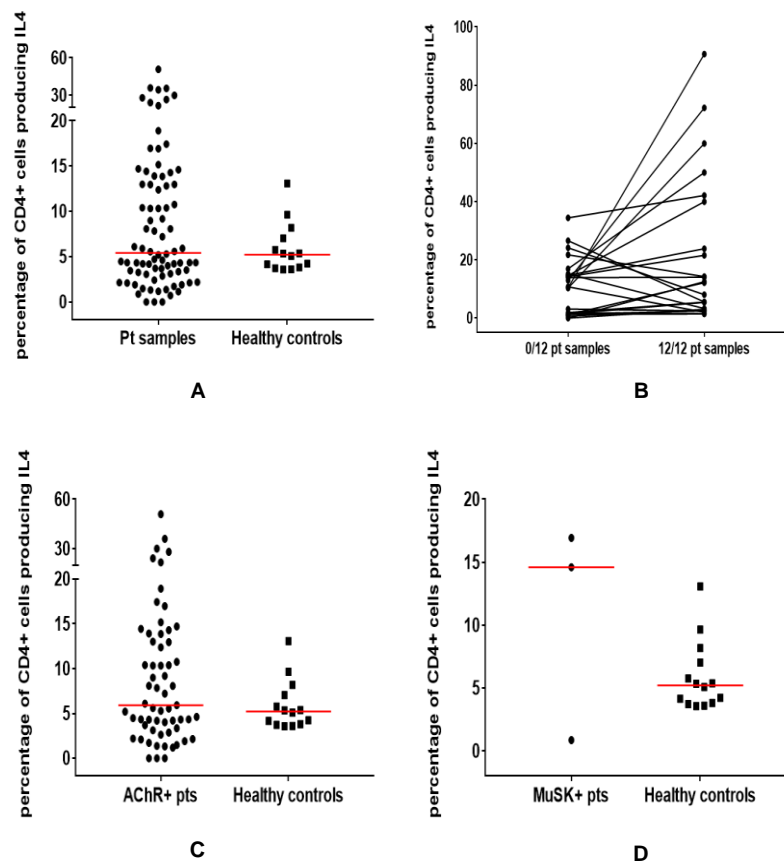 percentage of CD4+ cells producing IL4
60
30
20
15
10
5
0
Pt samples
Healthy controls
A
percentage of CD4+ cells producing IL4
100
80
60
40
20
0
0/12 pt samples
12/12 pt samples
B
percentage of CD4+ cells producing IL4
60
30
20
15
10
5
0
AChR+ pts
Healthy controls
C
percentage of CD4+ cells producing IL4
20
15
10
5
0
MuSK+ pts
Healthy controls
D